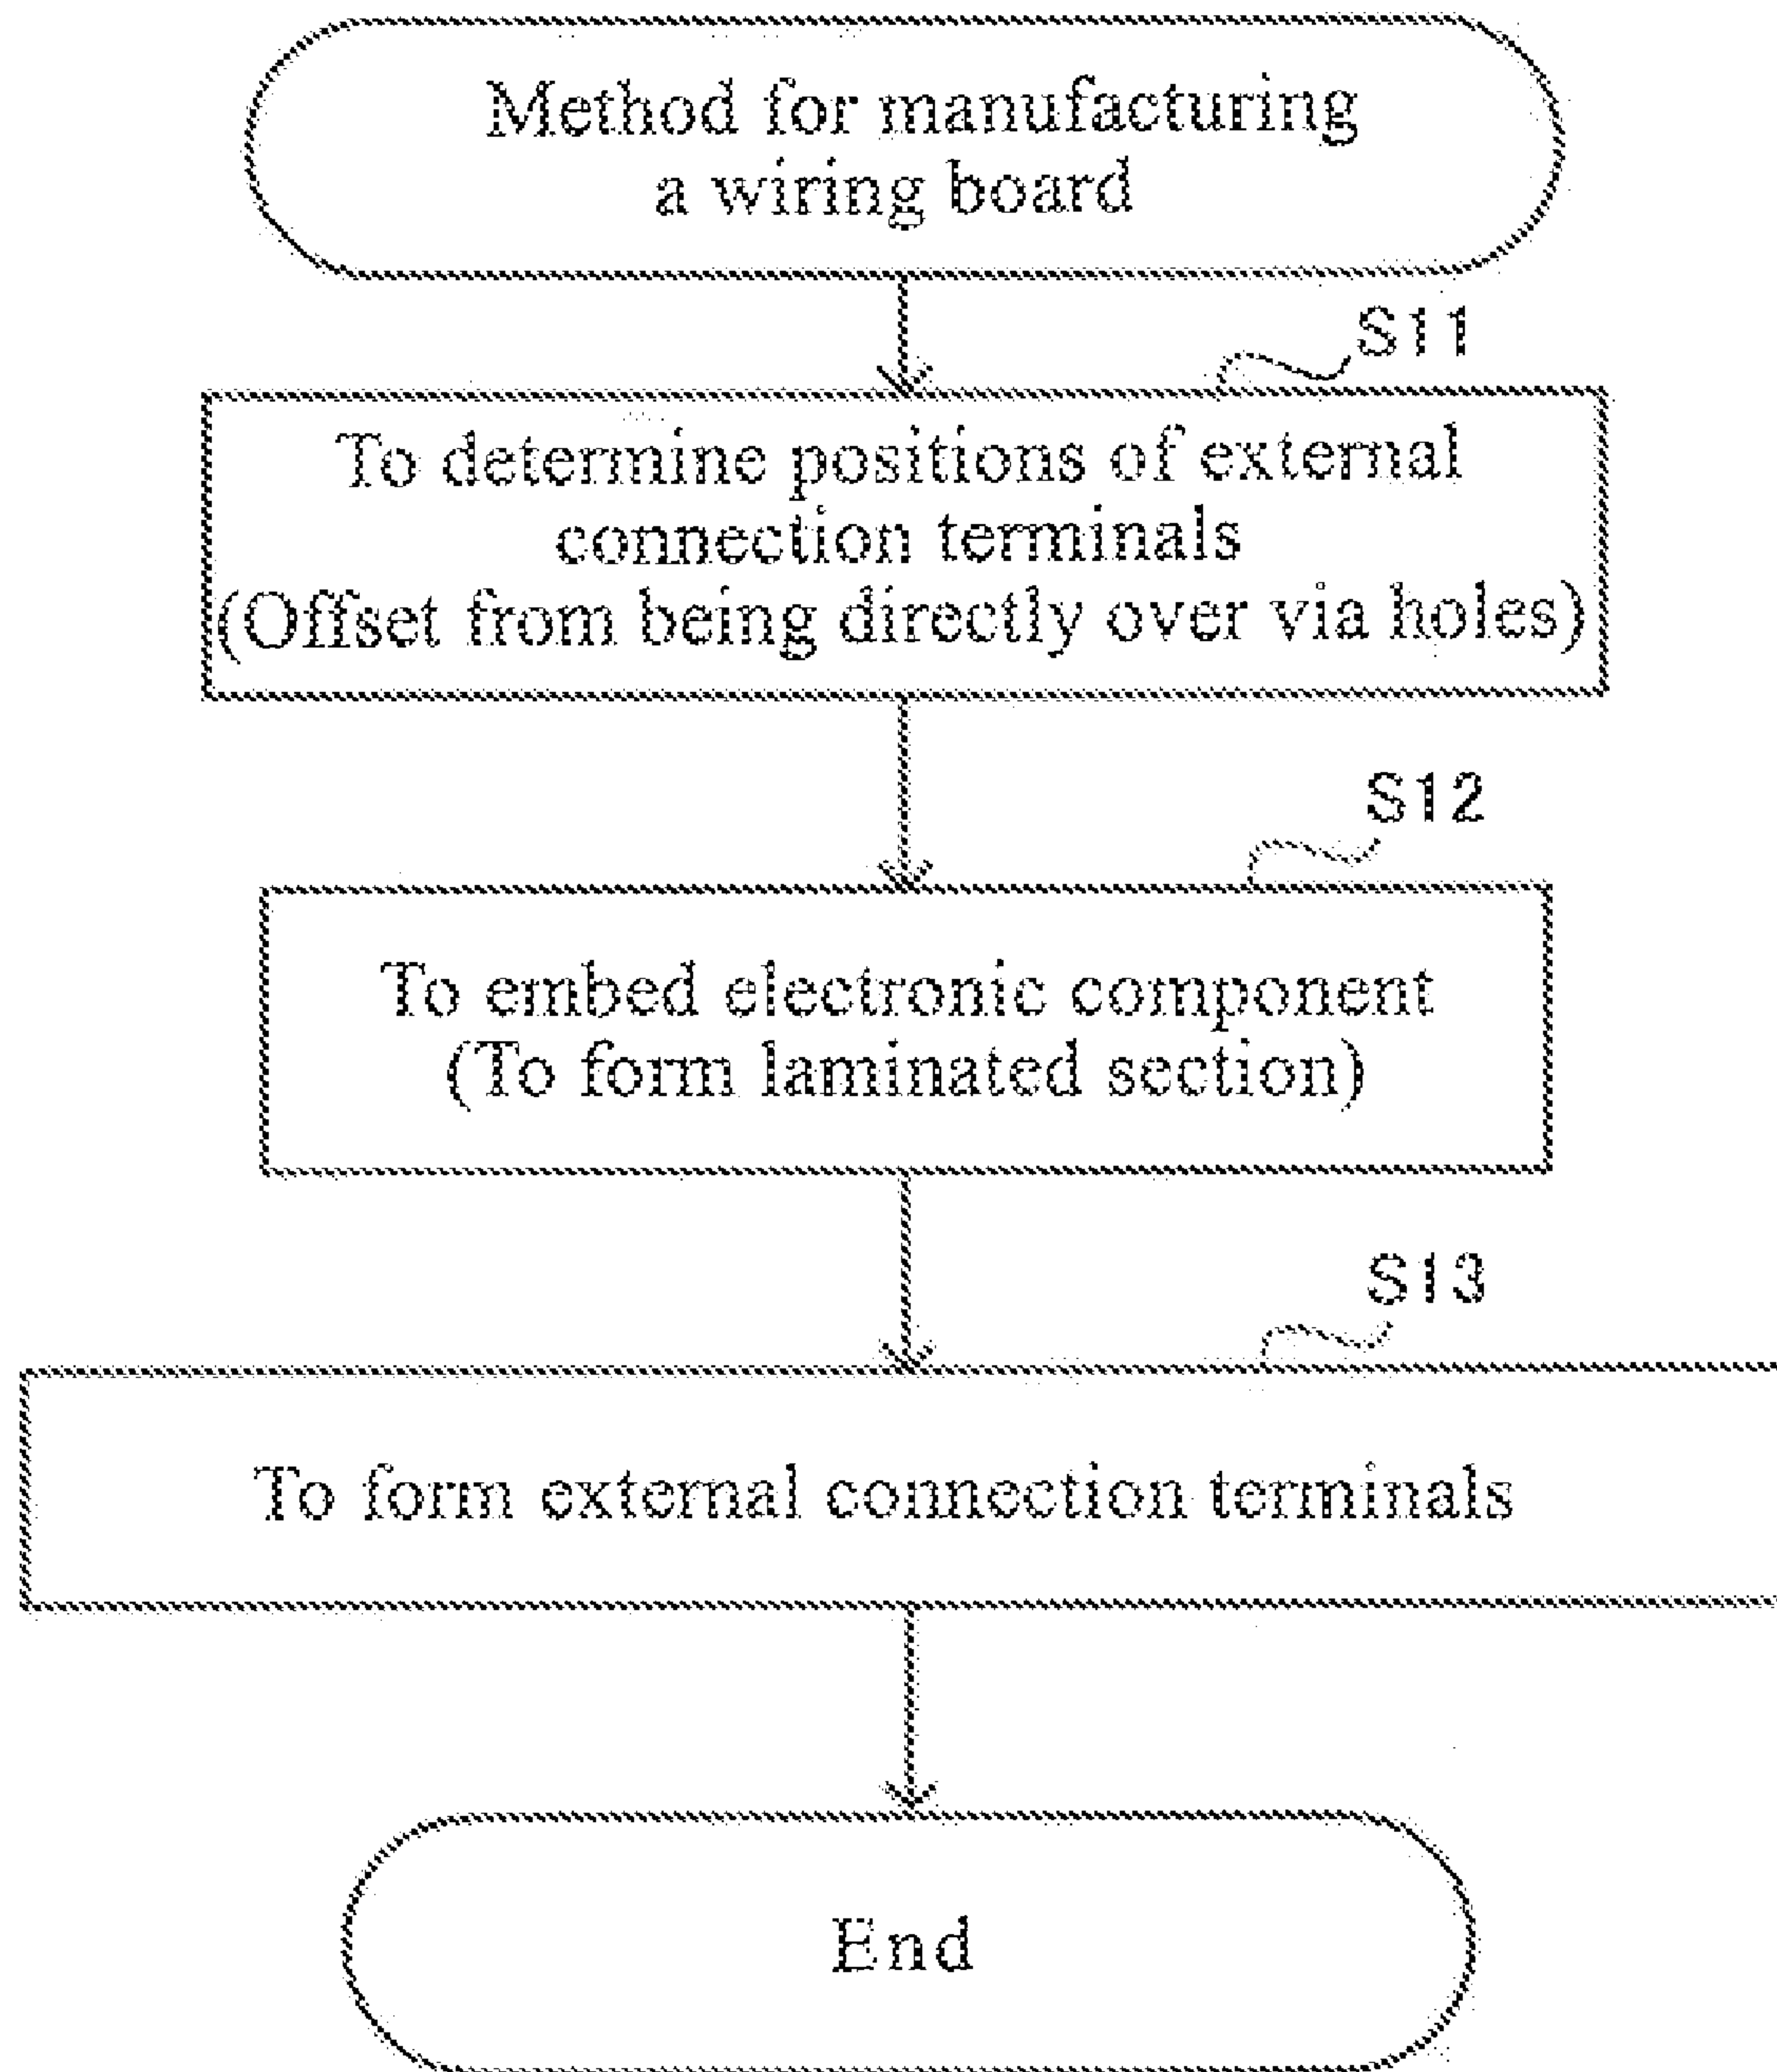 Method for manufacturing
a wiring board
S11
To determine positions of external
connection terminals
(Offset from being directly over via holes)
S12
To embed electronic component
(To form laminated section)
S13
To form external connection terminals
End